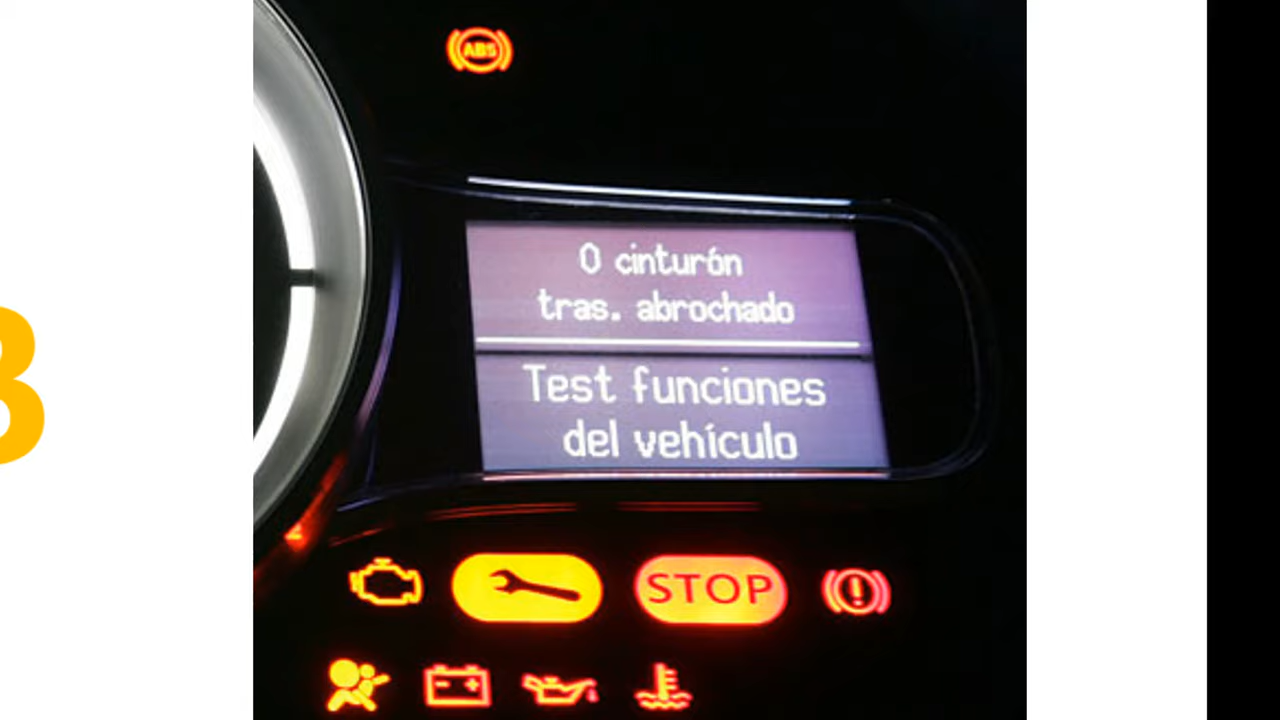 ABS
0 cinturón
tras. abrochado
Test funciones
del vehículo
STOP